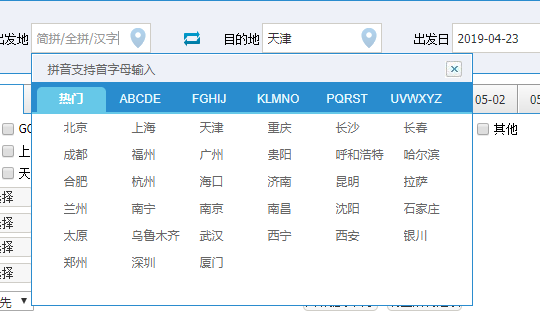 出发地 简拼/全拼/汉字 目的地 天津 出发日 2019-04-23
拼音支持首字母输入
热门 ABCDE FGHIJ KLMNO PQRST UVWXYZ 05-02 05
北京 上海 天津 重庆 长沙 长春 其他
成都 福州 广州 贵阳 呼和浩特 哈尔滨
合肥 杭州 海口 济南 昆明 拉萨
兰州 南宁 南京 南昌 沈阳 石家庄
太原 乌鲁木齐 武汉 西宁 西安 银川
郑州 深圳 厦门
GC
上
天
选择
选择
选择
选择
先